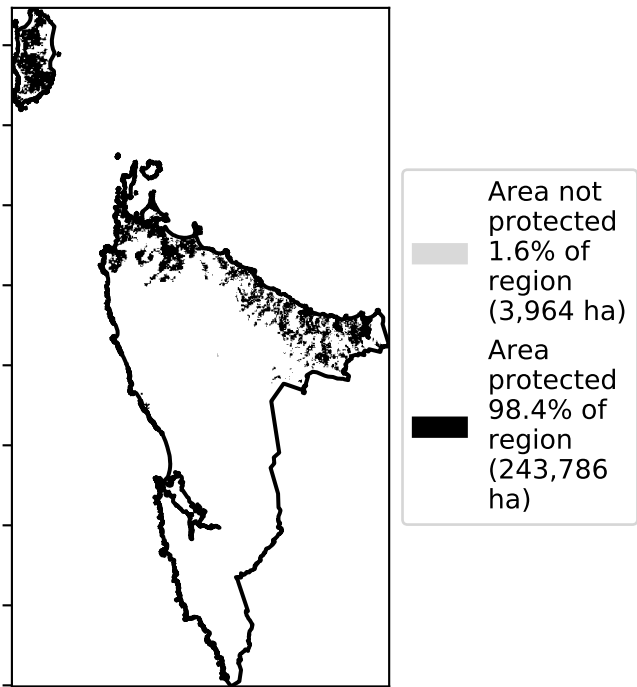 Area not
protected
1.6% of
region
(3,964 ha)
Area
protected
98.4% of
region
(243,786
ha)